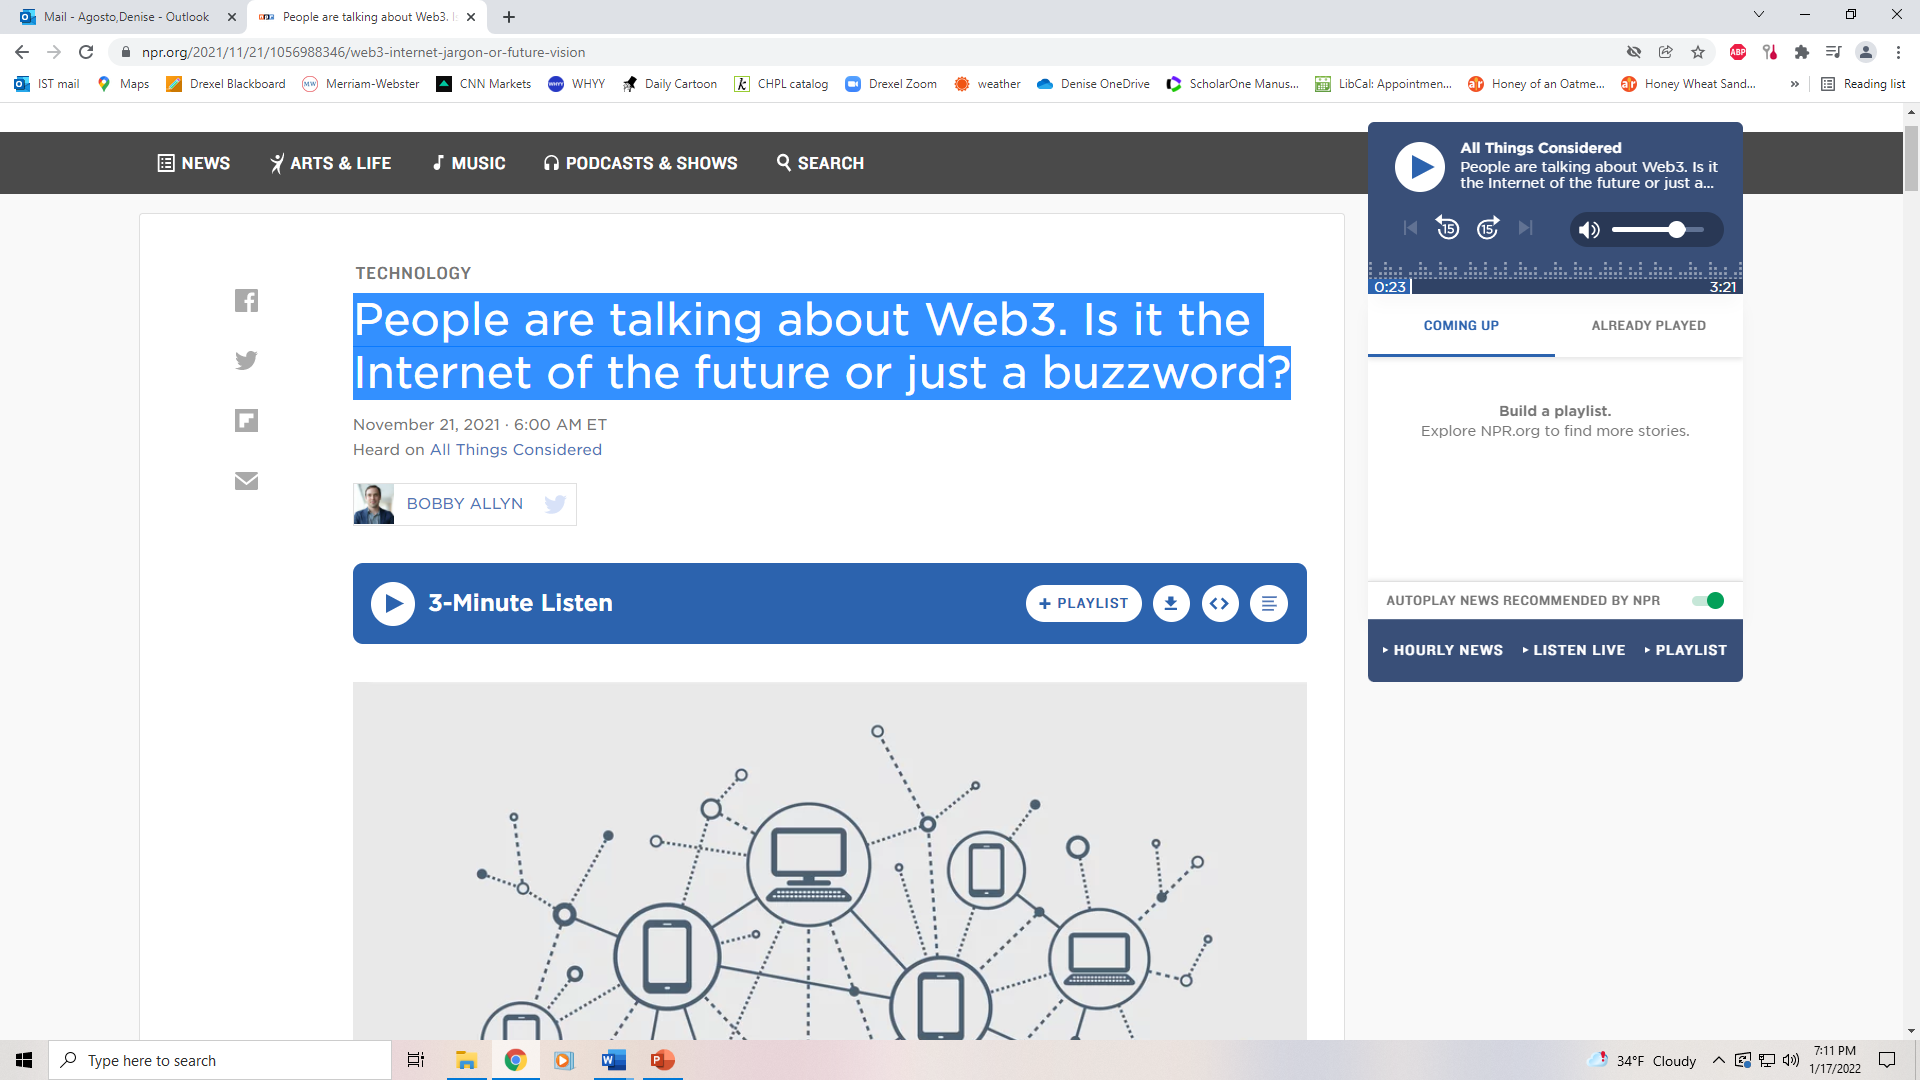 Mail - Agosto,Denise - Outlook
People are talking about Web3. I
npr.org/2021/11/21/1056988346/web3-internet-jargon-or-future-vision
ABP
IST mail
Maps
Drexel Blackboard
MW
Merriam-Webster
CNN Markets
WHYY
WHYY
Daily Cartoon
k
CHPL catalog
Drexel Zoom
weather
Denise OneDrive
ScholarOne Manus...
LibCal: Appointmen...
ar
Honey of an Oatme...
ar
Honey Wheat Sand...
»
Reading list
NEWS
ARTS & LIFE
MUSIC
PODCASTS & SHOWS
SEARCH
All Things Considered
People are talking about Web3. Is it
the Internet of the future or just a...
15
15
0:23
3:21
COMING UP
ALREADY PLAYED
Build a playlist.
Explore NPR.org to find more stories.
AUTOPLAY NEWS RECOMMENDED BY NPR
HOURLY NEWS
LISTEN LIVE
PLAYLIST
TECHNOLOGY
People are talking about Web3. Is it the
Internet of the future or just a buzzword?
November 21, 2021 · 6:00 AM ET
Heard on All Things Considered
BOBBY ALLYN
3-Minute Listen
+ PLAYLIST
Type here to search
34°F Cloudy
7:11 PM
1/17/2022